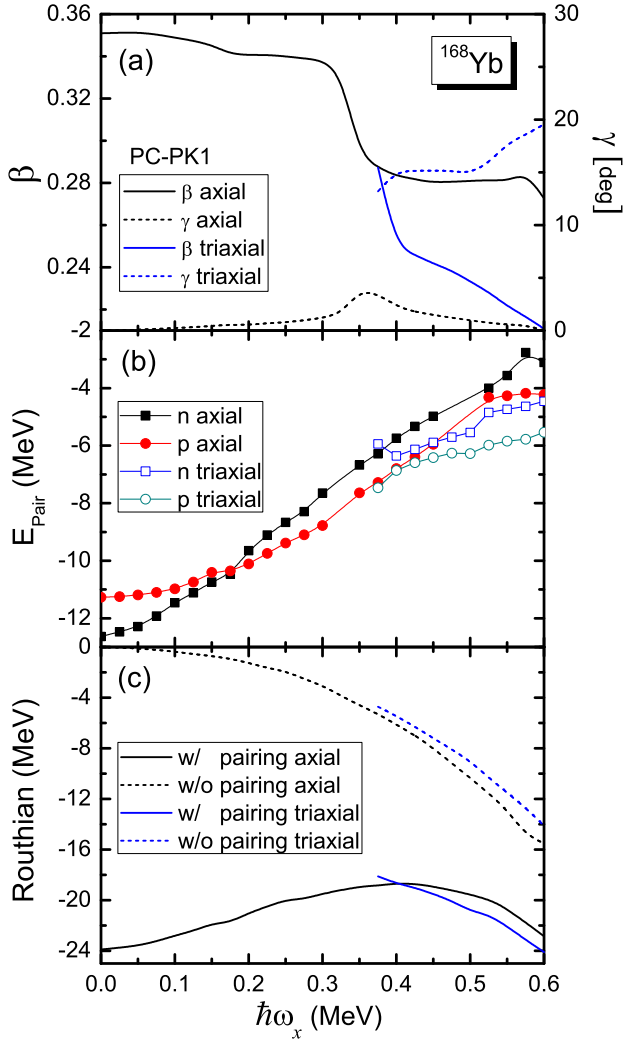 0.36
0.32
0.28
0.24
-2
β
(a)
168Yb
PC-PK1
β axial
γ axial
β triaxial
γ triaxial
30
20
10
0
γ [deg]
-4
-6
-8
-10
-12
0
E_Pair (MeV)
(b)
n axial
p axial
n triaxial
p triaxial
-4
-8
-12
-16
-20
-24
Routhian (MeV)
(c)
w/ pairing axial
w/o pairing axial
w/ pairing triaxial
w/o pairing triaxial
0.0 0.1 0.2 0.3 0.4 0.5 0.6
ℏω_x (MeV)